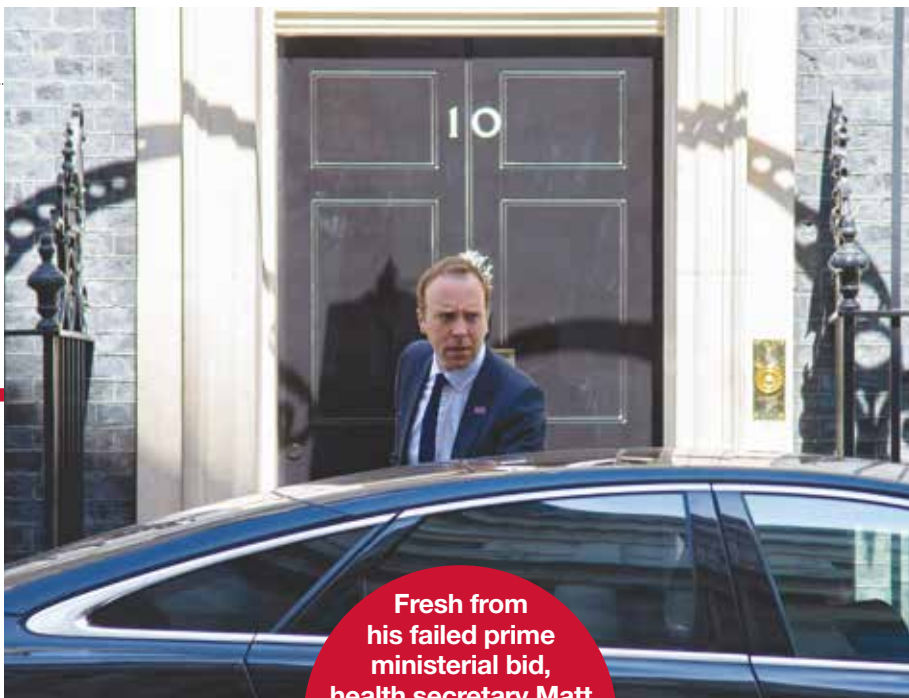 10
Fresh from
his failed prime
ministerial bid,
health secretary Matt